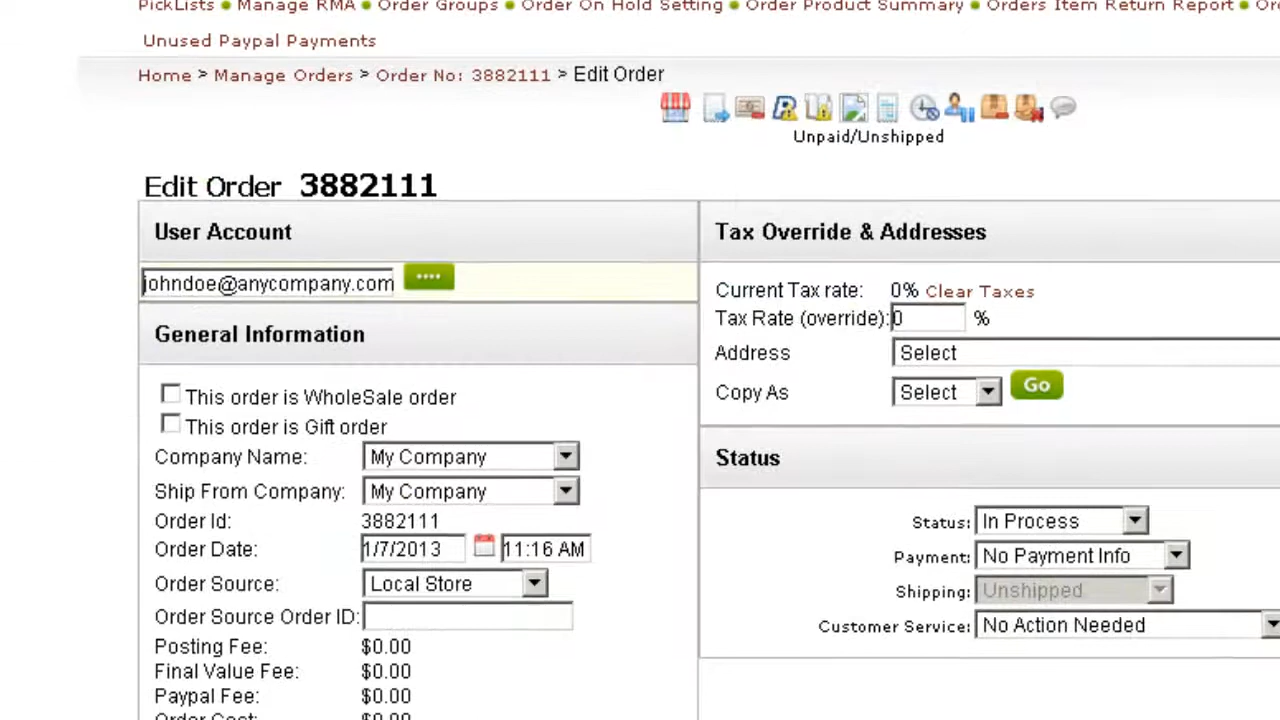 PickLists • Manage RMA • Order Groups • Order On Hold Setting • Order Product Summary • Orders Item Return Report •
Unused Paypal Payments
Home > Manage Orders > Order No: 3882111 > Edit Order
Unpaid/Unshipped
Edit Order 3882111
User Account
johndoe@anycompany.com ····
General Information
This order is WholeSale order
This order is Gift order
Company Name: My Company
Ship From Company: My Company
Order Id: 3882111
Order Date: 1/7/2013 11:16 AM
Order Source: Local Store
Order Source Order ID:
Posting Fee: $0.00
Final Value Fee: $0.00
Paypal Fee: $0.00
Order Cost: $0.00
Tax Override & Addresses
Current Tax rate: 0% Clear Taxes
Tax Rate (override): 0 %
Address Select
Copy As Select Go
Status
Status: In Process
Payment: No Payment Info
Shipping: Unshipped
Customer Service: No Action Needed